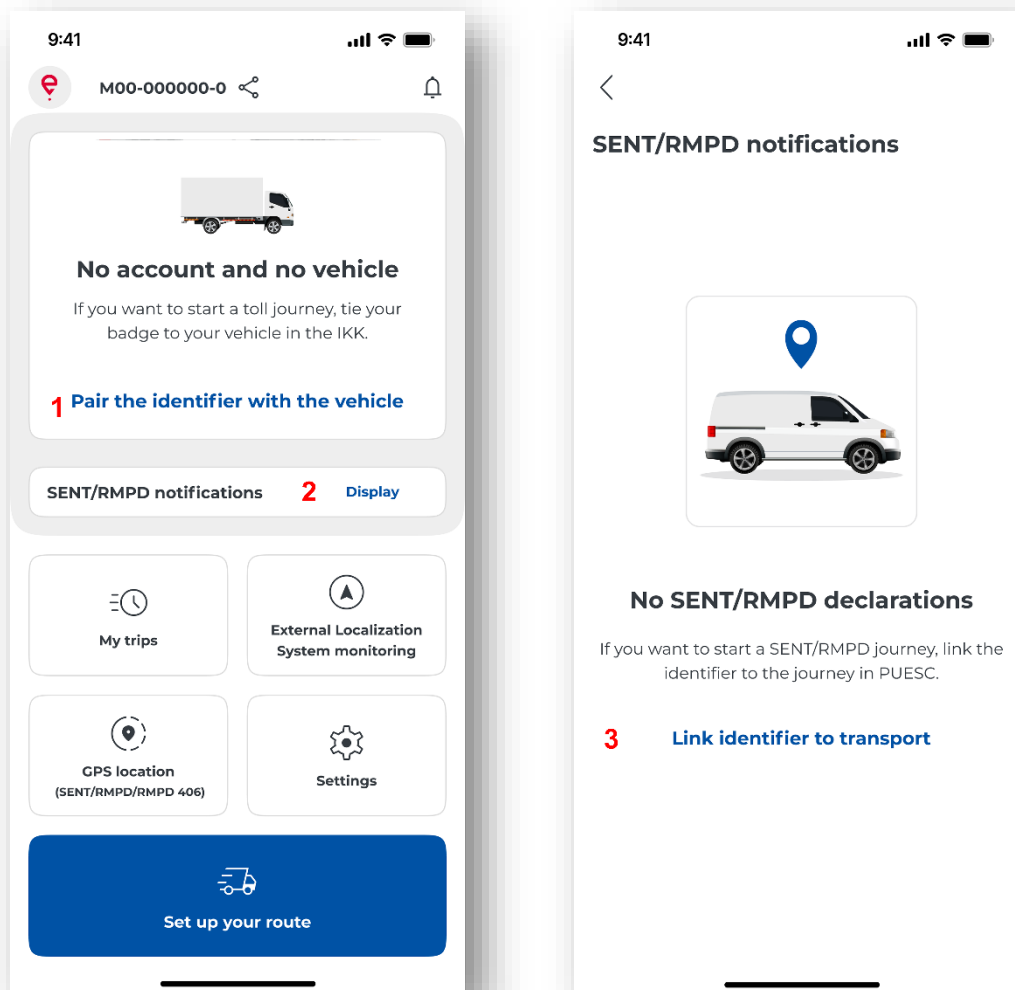 9:41
M00-000000-0
No account and no vehicle
If you want to start a toll journey, tie your
badge to your vehicle in the IKK.
1 Pair the identifier with the vehicle
SENT/RMPD notifications 2 Display
My trips
External Localization
System monitoring
GPS location
(SENT/RMPD/RMPD 406)
Settings
Set up your route
9:41
SENT/RMPD notifications
No SENT/RMPD declarations
If you want to start a SENT/RMPD journey, link the
identifier to the journey in PUESC.
3 Link identifier to transport